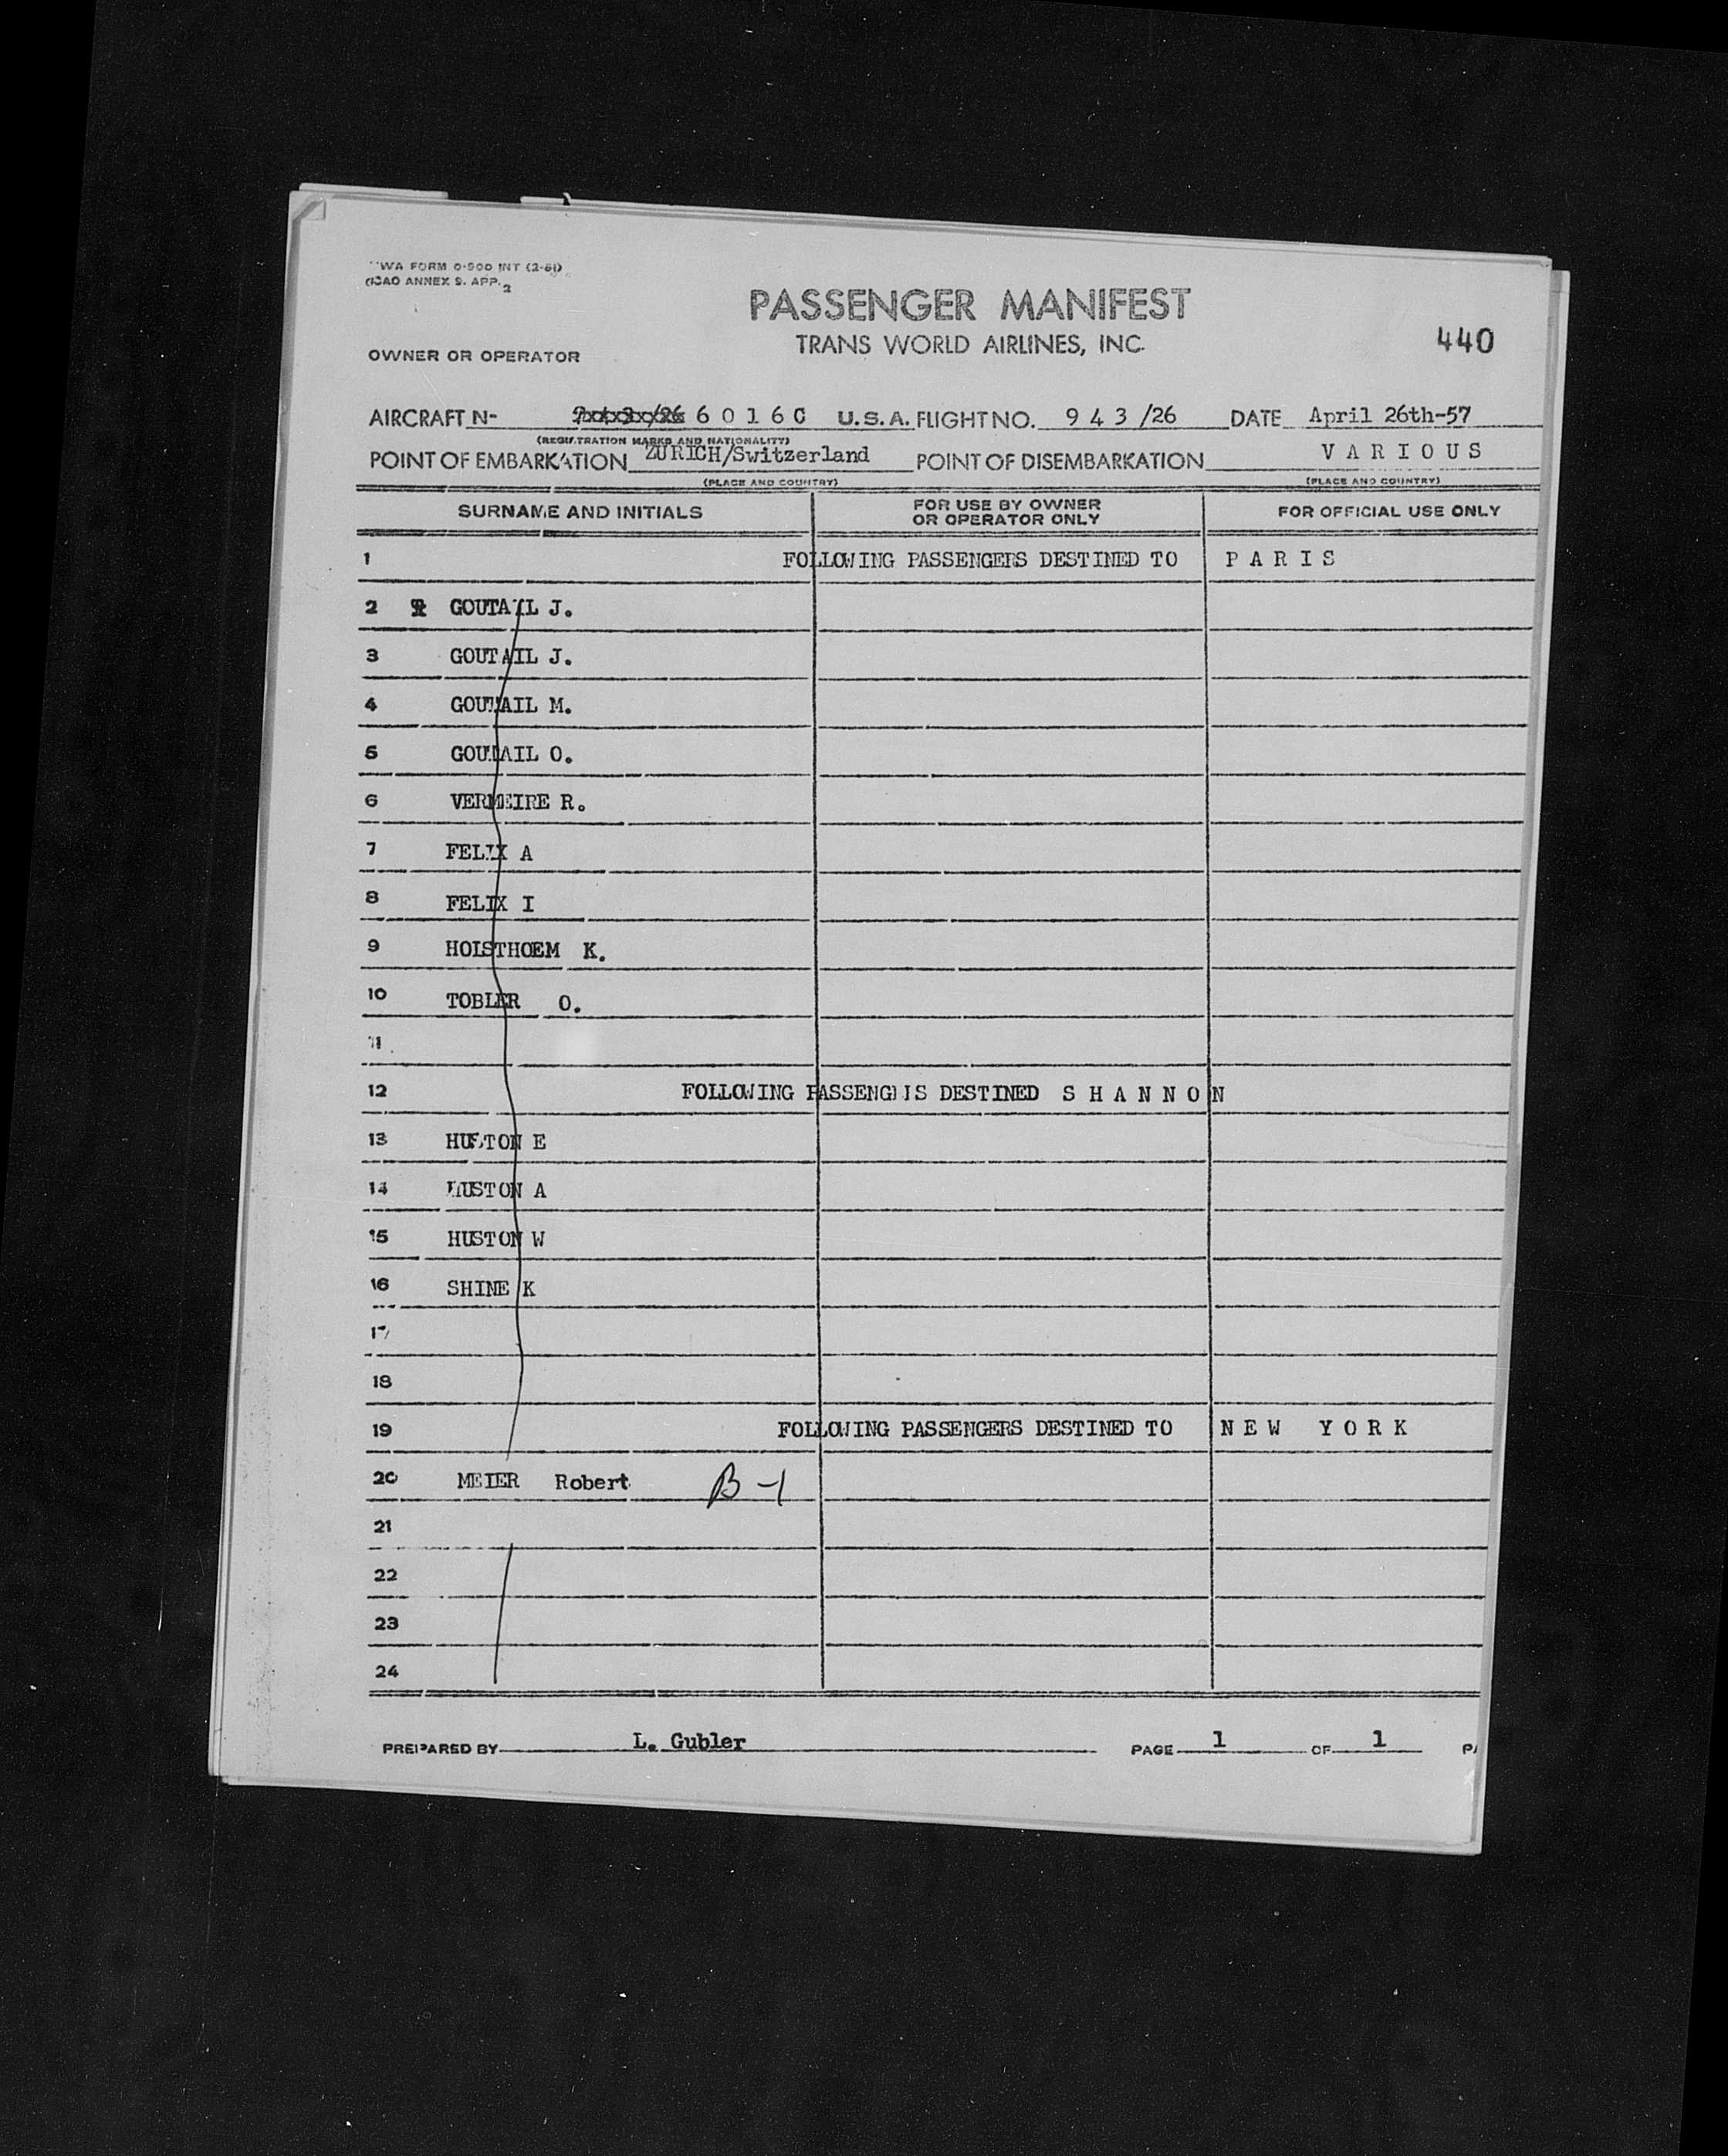 TWA FORM 0-900 INT (2-51)
(ICAO ANNEX 9. APP. 2
PASSENGER MANIFEST
TRANS WORLD AIRLINES, INC.
440
OWNER OR OPERATOR
AIRCRAFT N- 6 0 1 6 C U.S.A. FLIGHT NO. 9 4 3 /26 DATE April 26th-57
(REGISTRATION MARKS AND NATIONALITY)
POINT OF EMBARKATION ZURICH/Switzerland POINT OF DISEMBARKATION V A R I O U S
(PLACE AND COUNTRY) (PLACE AND COUNTRY)
SURNAME AND INITIALS FOR USE BY OWNER OR OPERATOR ONLY FOR OFFICIAL USE ONLY
1 FOLLOWING PASSENGERS DESTINED TO P A R I S
2 GOUTAIL J.
3 GOUTAIL J.
4 GOUTAIL M.
5 GOUTAIL O.
6 VERMEIRE R.
7 FELIX A
8 FELIX I
9 HOLSTHOEM K.
10 TOBLER O.
11
12 FOLLOWING PASSENGERS DESTINED S H A N N O N
13 HUSTON E
14 HUSTON A
15 HUSTON W
16 SHINE K
17
18
19 FOLLOWING PASSENGERS DESTINED TO N E W Y O R K
20 MEIER Robert B-1
21
22
23
24
PREPARED BY L. Gubler PAGE 1 OF 1